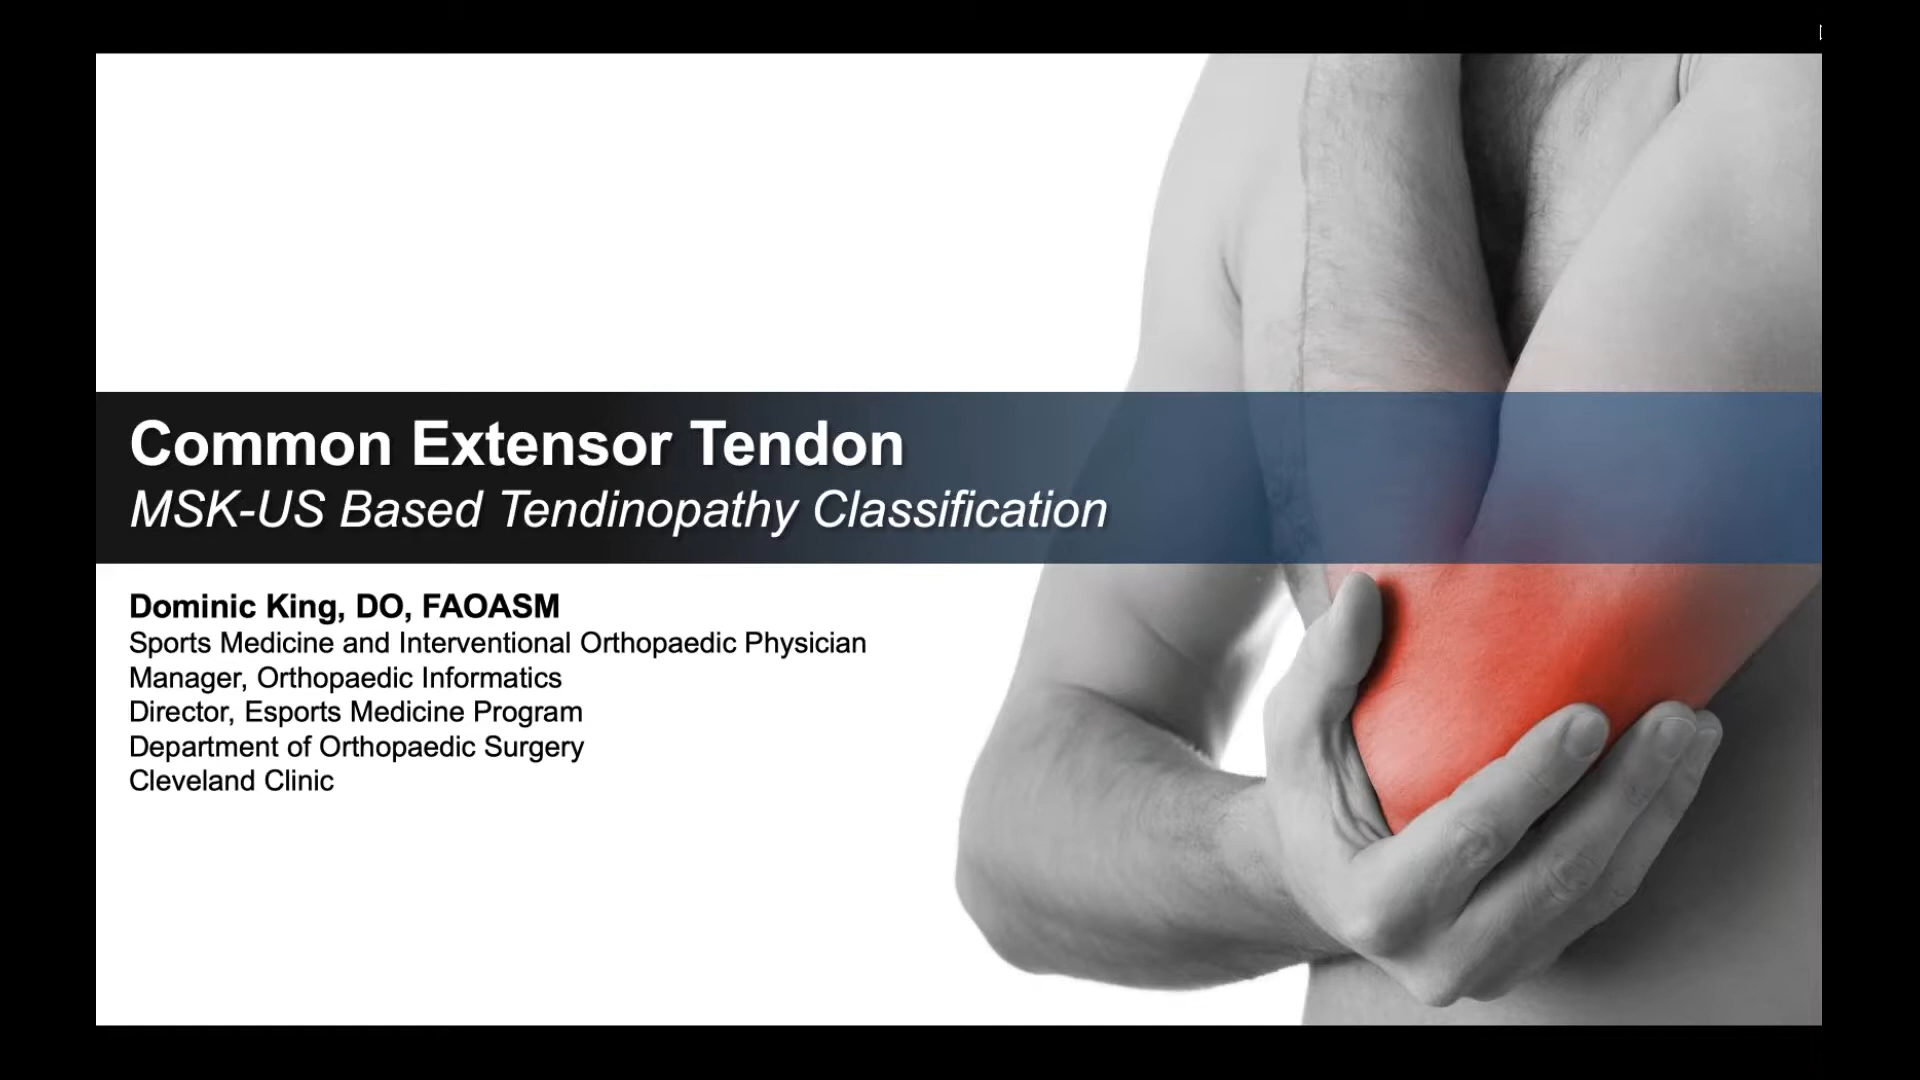 Common Extensor Tendon
MSK-US Based Tendinopathy Classification
Dominic King, DO, FAOASM
Sports Medicine and Interventional Orthopaedic Physician
Manager, Orthopaedic Informatics
Director, Esports Medicine Program
Department of Orthopaedic Surgery
Cleveland Clinic